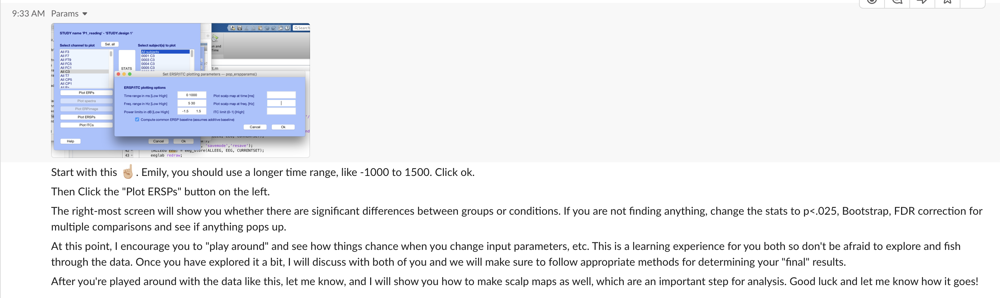 9:33 AM Params
STUDY name 'P1_reading' - 'STUDY.design 1'
Search
Select channel to plot
Sel. all
Select subject(s) to plot
All F3
All F7
All FT9
All FC5
All FC1
All C3
All T7
All CP5
All CP1
All Pz
STATS
All subjects
0001 C3
0003 C3
0004 C3
0005 C3
un and
Time
t.m
Set ERSP/ITC plotting parameters -- pop_erspparams()
ERSP/ITC plotting options
Time range in ms [Low High] 0 1000 Plot scalp map at time [ms]
Freq. range in Hz [Low High] 5 30 Plot scalp map at freq. [Hz]
Power limits in dB [Low High] -1.5 1.5 ITC limit (0-1) [High]
Compute common ERSP baseline (assumes additive baseline)
Cancel Ok
Plot ERPs
Plot spectra
Plot ERPimage
Plot ERSPs
Plot ITCs
Help Cancel Ok
nd
, 'savemode','resave');
42 - [ALLEEG EEG] = eeg_store(ALLEEG, EEG, CURRENTSET);
43 - eeglab redraw;
Start with this ☝🏼. Emily, you should use a longer time range, like -1000 to 1500. Click ok.
Then Click the "Plot ERSPs" button on the left.
The right-most screen will show you whether there are significant differences between groups or conditions. If you are not finding anything, change the stats to p<.025, Bootstrap, FDR correction for
multiple comparisons and see if anything pops up.
At this point, I encourage you to "play around" and see how things chance when you change input parameters, etc. This is a learning experience for you both so don't be afraid to explore and fish
through the data. Once you have explored it a bit, I will discuss with both of you and we will make sure to follow appropriate methods for determining your "final" results.
After you're played around with the data like this, let me know, and I will show you how to make scalp maps as well, which are an important step for analysis. Good luck and let me know how it goes!